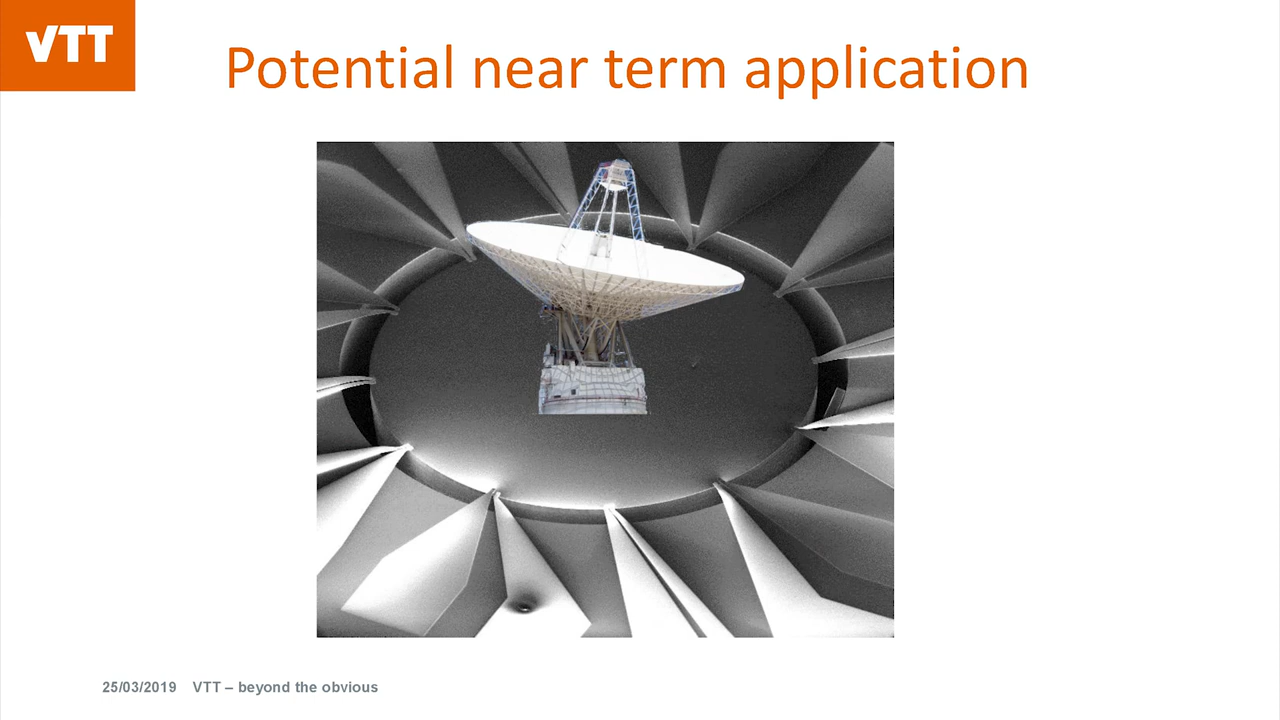 VTT
Potential near term application
25/03/2019 VTT – beyond the obvious